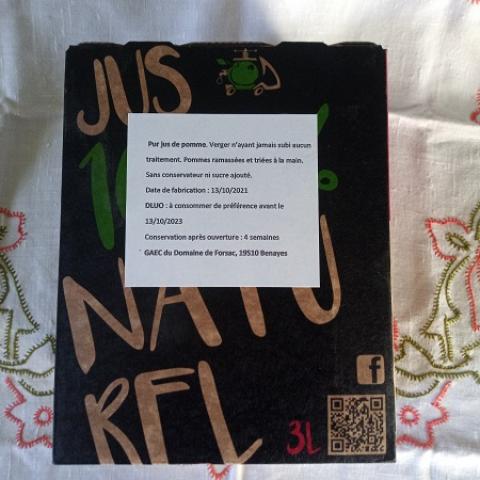 JUS
Pur jus de pomme. Verger n'ayant jamais subi aucun
traitement. Pommes ramassées et triées à la main.
Sans conservateur ni sucre ajouté.
Date de fabrication : 13/10/2021
DLUO : à consommer de préférence avant le
13/10/2023
Conservation après ouverture : 4 semaines
GAEC du Domaine de Forsac, 19510 Benayes
NATU
REL
3L
f